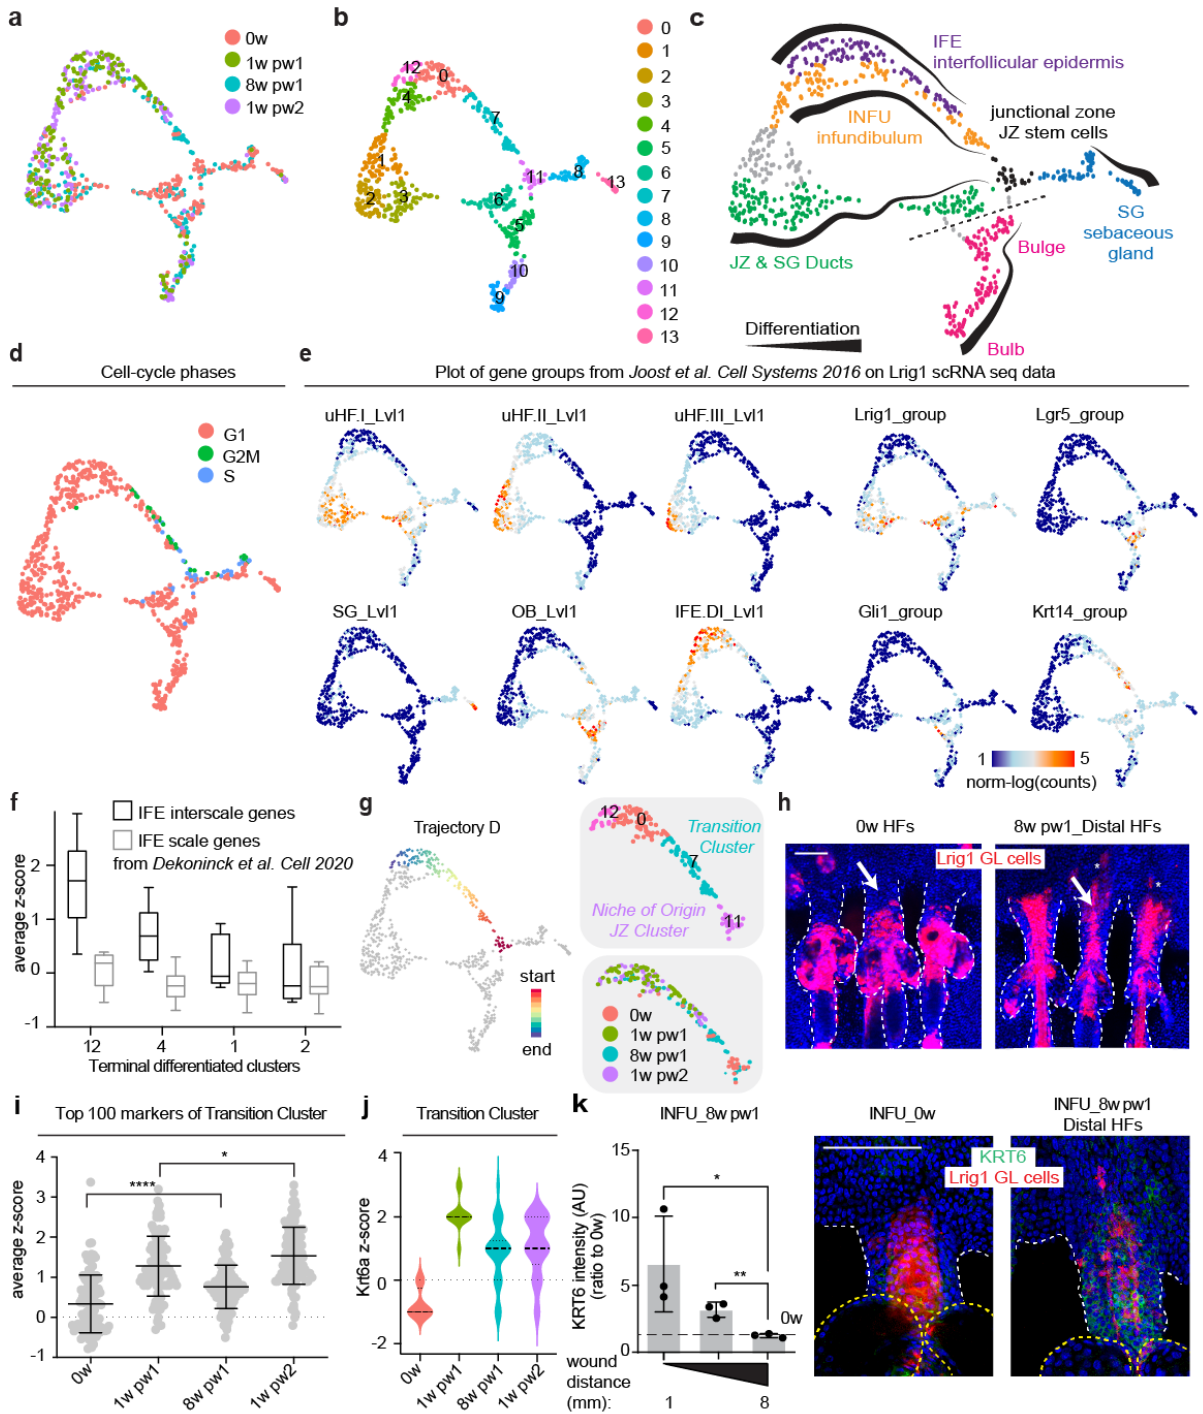 a
0w
1w pw1
8w pw1
1w pw2
b
12
0
4
7
1
2
3
6
5
11
8
13
10
9
0
1
2
3
4
5
6
7
8
9
10
11
12
13
c
IFE
interfollicular epidermis
INFU
infundibulum
junctional zone
JZ stem cells
SG
sebaceous
gland
JZ & SG Ducts
Bulge
Bulb
Differentiation
d
Cell-cycle phases
G1
G2M
S
e
Plot of gene groups from Joost et al. Cell Systems 2016 on Lrig1 scRNA seq data
uHF.I_Lvl1
uHF.II_Lvl1
uHF.III_Lvl1
Lrig1_group
Lgr5_group
SG_Lvl1
OB_Lvl1
IFE.DI_Lvl1
Gli1_group
Krt14_group
1
5
norm-log(counts)
f
IFE interscale genes
IFE scale genes
from Dekoninck et al. Cell 2020
average z-score
2
1
0
-1
12
4
1
2
Terminal differentiated clusters
g
Trajectory D
start
end
12
0
Transition
Cluster
7
Niche of Origin
JZ Cluster
11
0w
1w pw1
8w pw1
1w pw2
h
0w HFs
8w pw1_Distal HFs
Lrig1 GL cells
*
*
i
Top 100 markers of Transition Cluster
average z-score
4
3
2
1
0
-1
*
****
0w
1w pw1
8w pw1
1w pw2
j
Transition Cluster
Krt6a z-score
4
2
0
-2
0w
1w pw1
8w pw1
1w pw2
k
INFU_8w pw1
KRT6 intensity (AU)
(ratio to 0w)
15
10
5
0
*
**
0w
wound
distance
(mm):
1
8
INFU_0w
INFU_8w pw1
Distal HFs
KRT6
Lrig1 GL cells